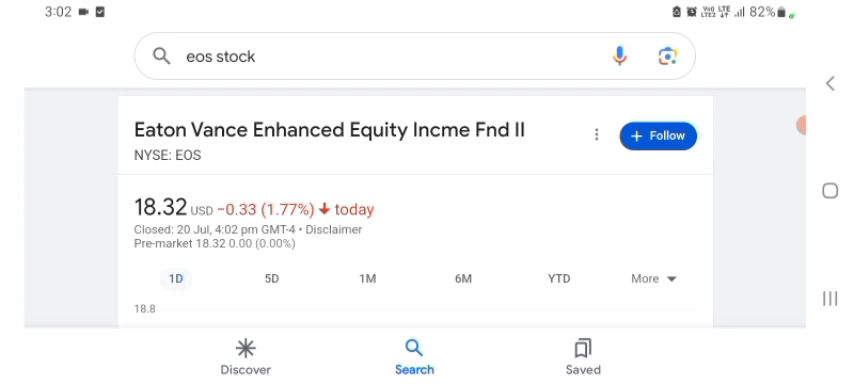 3:02 82%
eos stock
Eaton Vance Enhanced Equity Incme Fnd II
+ Follow
NYSE: EOS
18.32 USD −0.33 (1.77%) ↓ today
Closed: 20 Jul, 4:02 pm GMT-4 • Disclaimer
Pre-market 18.32 0.00 (0.00%)
1D 5D 1M 6M YTD More
18.8
Discover Search Saved